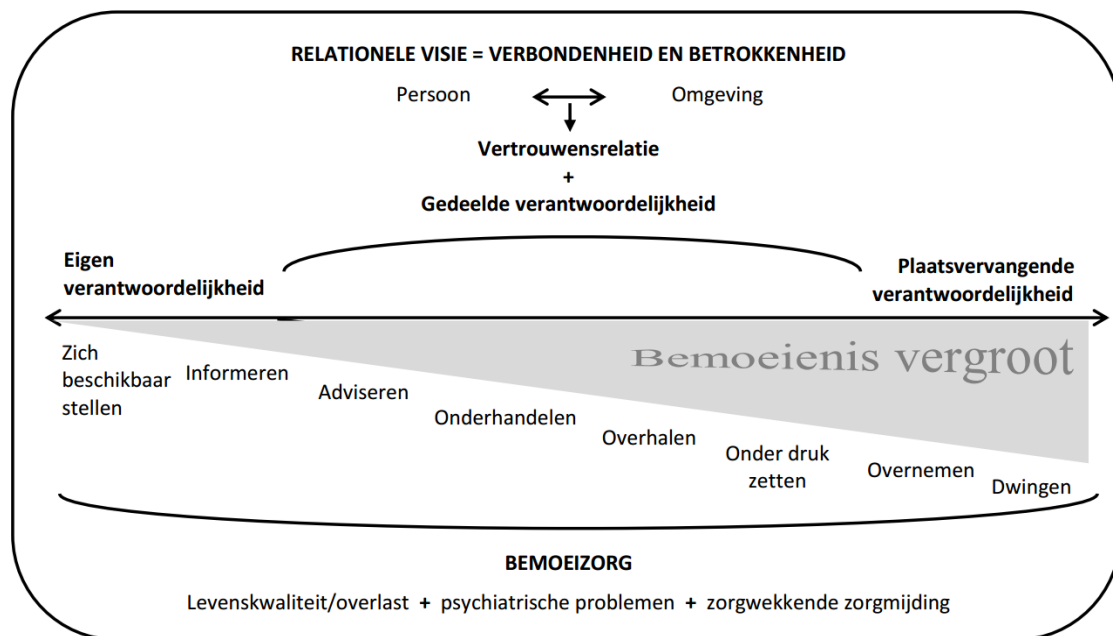 RELATIONELE VISIE = VERBONDENHEID EN BETROKKENHEID
Persoon Omgeving
Vertrouwensrelatie
+
Gedeelde verantwoordelijkheid
Eigen
verantwoordelijkheid
Plaatsvervangende
verantwoordelijkheid
Bemoeienis vergroot
Zich
beschikbaar
stellen
Informeren
Adviseren
Onderhandelen
Overhalen
Onder druk
zetten
Overnemen
Dwingen
BEMOEIZORG
Levenskwaliteit/overlast + psychiatrische problemen + zorgwekkende zorgmijding